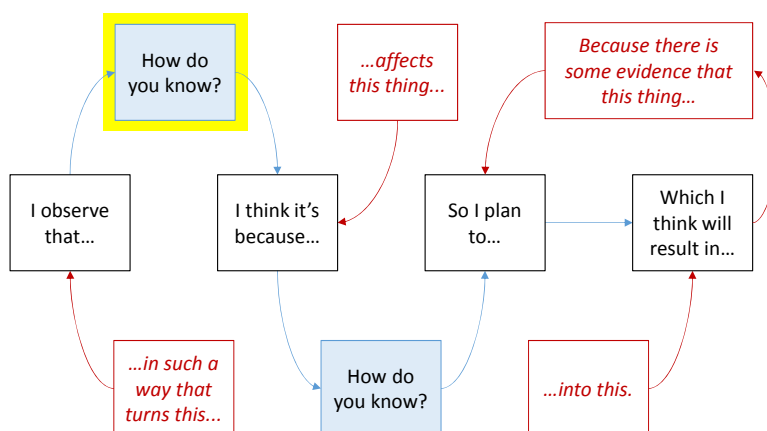 How do
you know?
…affects
this thing...
Because there is
some evidence that
this thing…
I observe
that…
I think it’s
because…
So I plan
to…
Which I
think will
result in…
…in such a
way that
turns this...
How do
you know?
…into this.